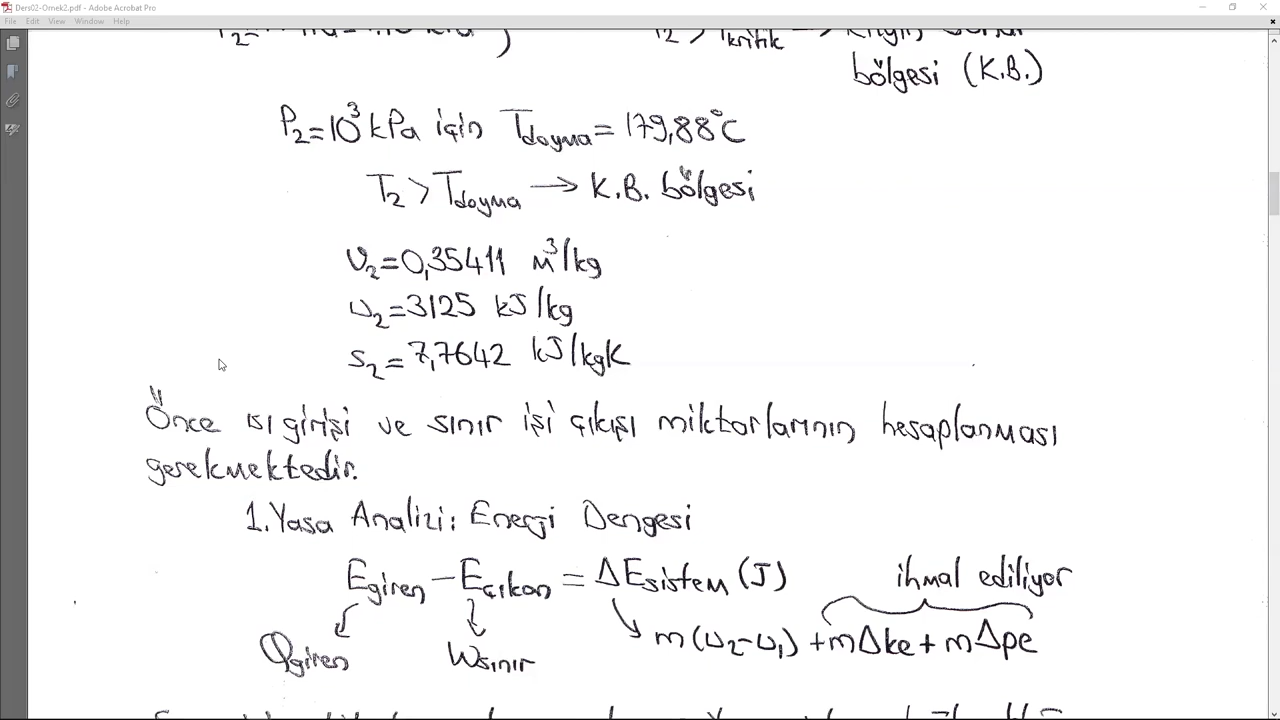 Ders02-Ornek2.pdf - Adobe Acrobat Pro
File Edit View Window Help
T₂ > Tkritik → Kızgın
bölgesi (K.B.)
P₂=10³ kPa için Tdoyma = 179,88°C
T₂ > Tdoyma → K.B. bölgesi
υ₂=0,35411 m³/kg
u₂=3125 kJ/kg
s₂=7,7642 kJ/kgK
Önce ısı girişi ve sınır işi çıkışı miktarlarının hesaplanması
gerekmektedir.
1.Yasa Analizi: Enerji Dengesi
Egiren - Eçıkan = ΔEsistem (J) ihmal ediliyor
Qgiren Wsınır m(u₂-u₁) + mΔke + mΔpe